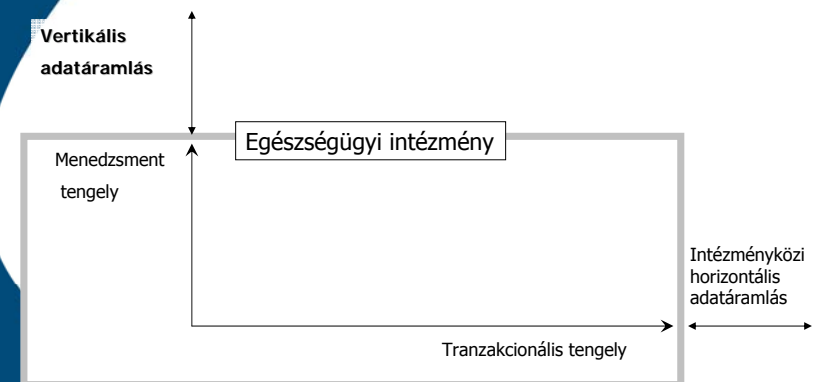 Vertikális
adatáramlás
Egészségügyi intézmény
Menedzsment
tengely
Intézményközi
horizontális
adatáramlás
Tranzakcionális tengely